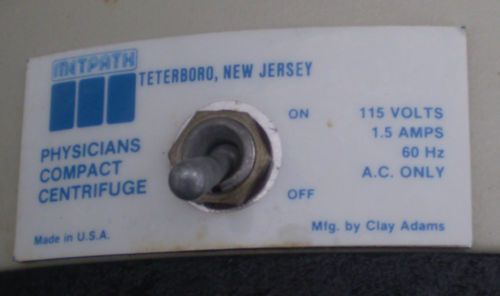 METPATH
TETERBORO, NEW JERSEY
PHYSICIANS
COMPACT
CENTRIFUGE
ON
OFF
115 VOLTS
1.5 AMPS
60 Hz
A.C. ONLY
Made in U.S.A.
Mfg. by Clay Adams